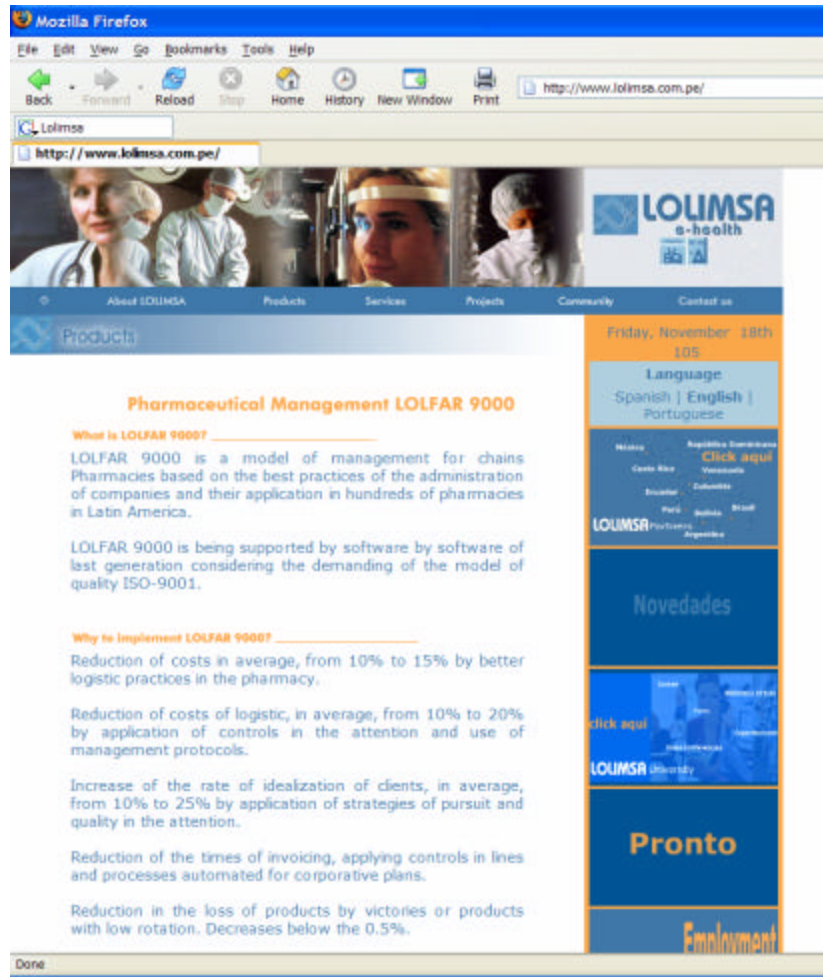 Mozilla Firefox
File Edit View Go Bookmarks Tools Help
Back Forward Reload Stop Home History New Window Print
http://www.lolimsa.com.pe/
Lolimsa
http://www.lolimsa.com.pe/
LOLIMSA
e-health
About LOLIMSA Products Services Projects Community Contact us
Products
Friday, November 18th
105
Language
Spanish | English |
Portuguese
Pharmaceutical Management LOLFAR 9000
What is LOLFAR 9000?
LOLFAR 9000 is a model of management for chains
Pharmacies based on the best practices of the administration
of companies and their application in hundreds of pharmacies
in Latin America.
LOLFAR 9000 is being supported by software by software of
last generation considering the demanding of the model of
quality ISO-9001.
Why to implement LOLFAR 9000?
Reduction of costs in average, from 10% to 15% by better
logistic practices in the pharmacy.
Reduction of costs of logistic, in average, from 10% to 20%
by application of controls in the attention and use of
management protocols.
Increase of the rate of idealization of clients, in average,
from 10% to 25% by application of strategies of pursuit and
quality in the attention.
Reduction of the times of invoicing, applying controls in lines
and processes automated for corporative plans.
Reduction in the loss of products by victories or products
with low rotation. Decreases below the 0.5%.
México República Dominicana
Click aqui
Costa Rica Venezuela
Ecuador Colombia
Perú Bolivia Brasil
LOLIMSA Partners
Argentina
Novedades
click aqui
LOLIMSA University
Pronto
Employment
Done